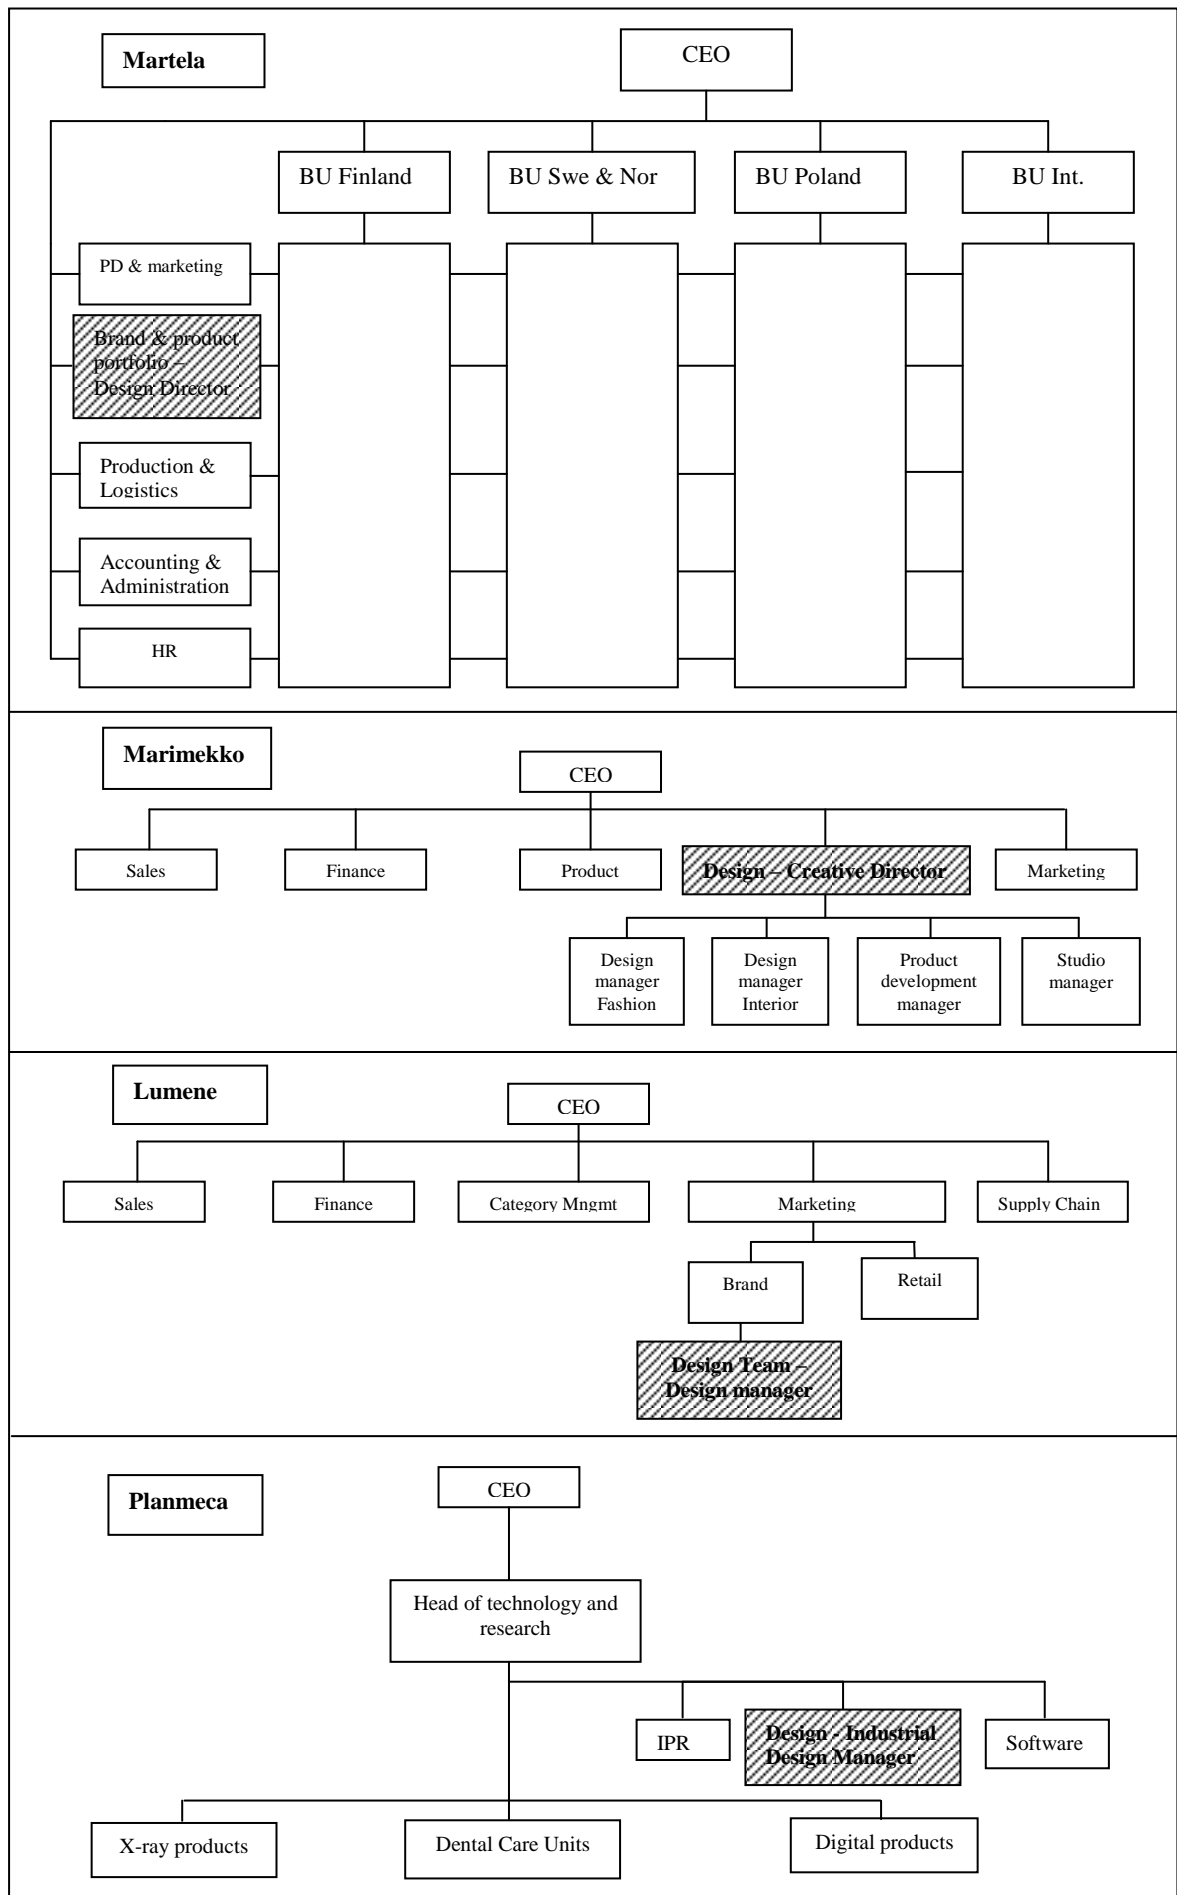 Martela
CEO
BU Finland
BU Swe & Nor
BU Poland
BU Int.
PD & marketing
Brand & product
portfolio –
Design Director
Production &
Logistics
Accounting &
Administration
HR
Marimekko
CEO
Sales
Finance
Product
Design – Creative Director
Marketing
Design
manager
Fashion
Design
manager
Interior
Product
development
manager
Studio
manager
Lumene
CEO
Sales
Finance
Category Mngmt
Marketing
Supply Chain
Brand
Retail
Design Team –
Design manager
Planmeca
CEO
Head of technology and
research
IPR
Design - Industrial
Design Manager
Software
X-ray products
Dental Care Units
Digital products